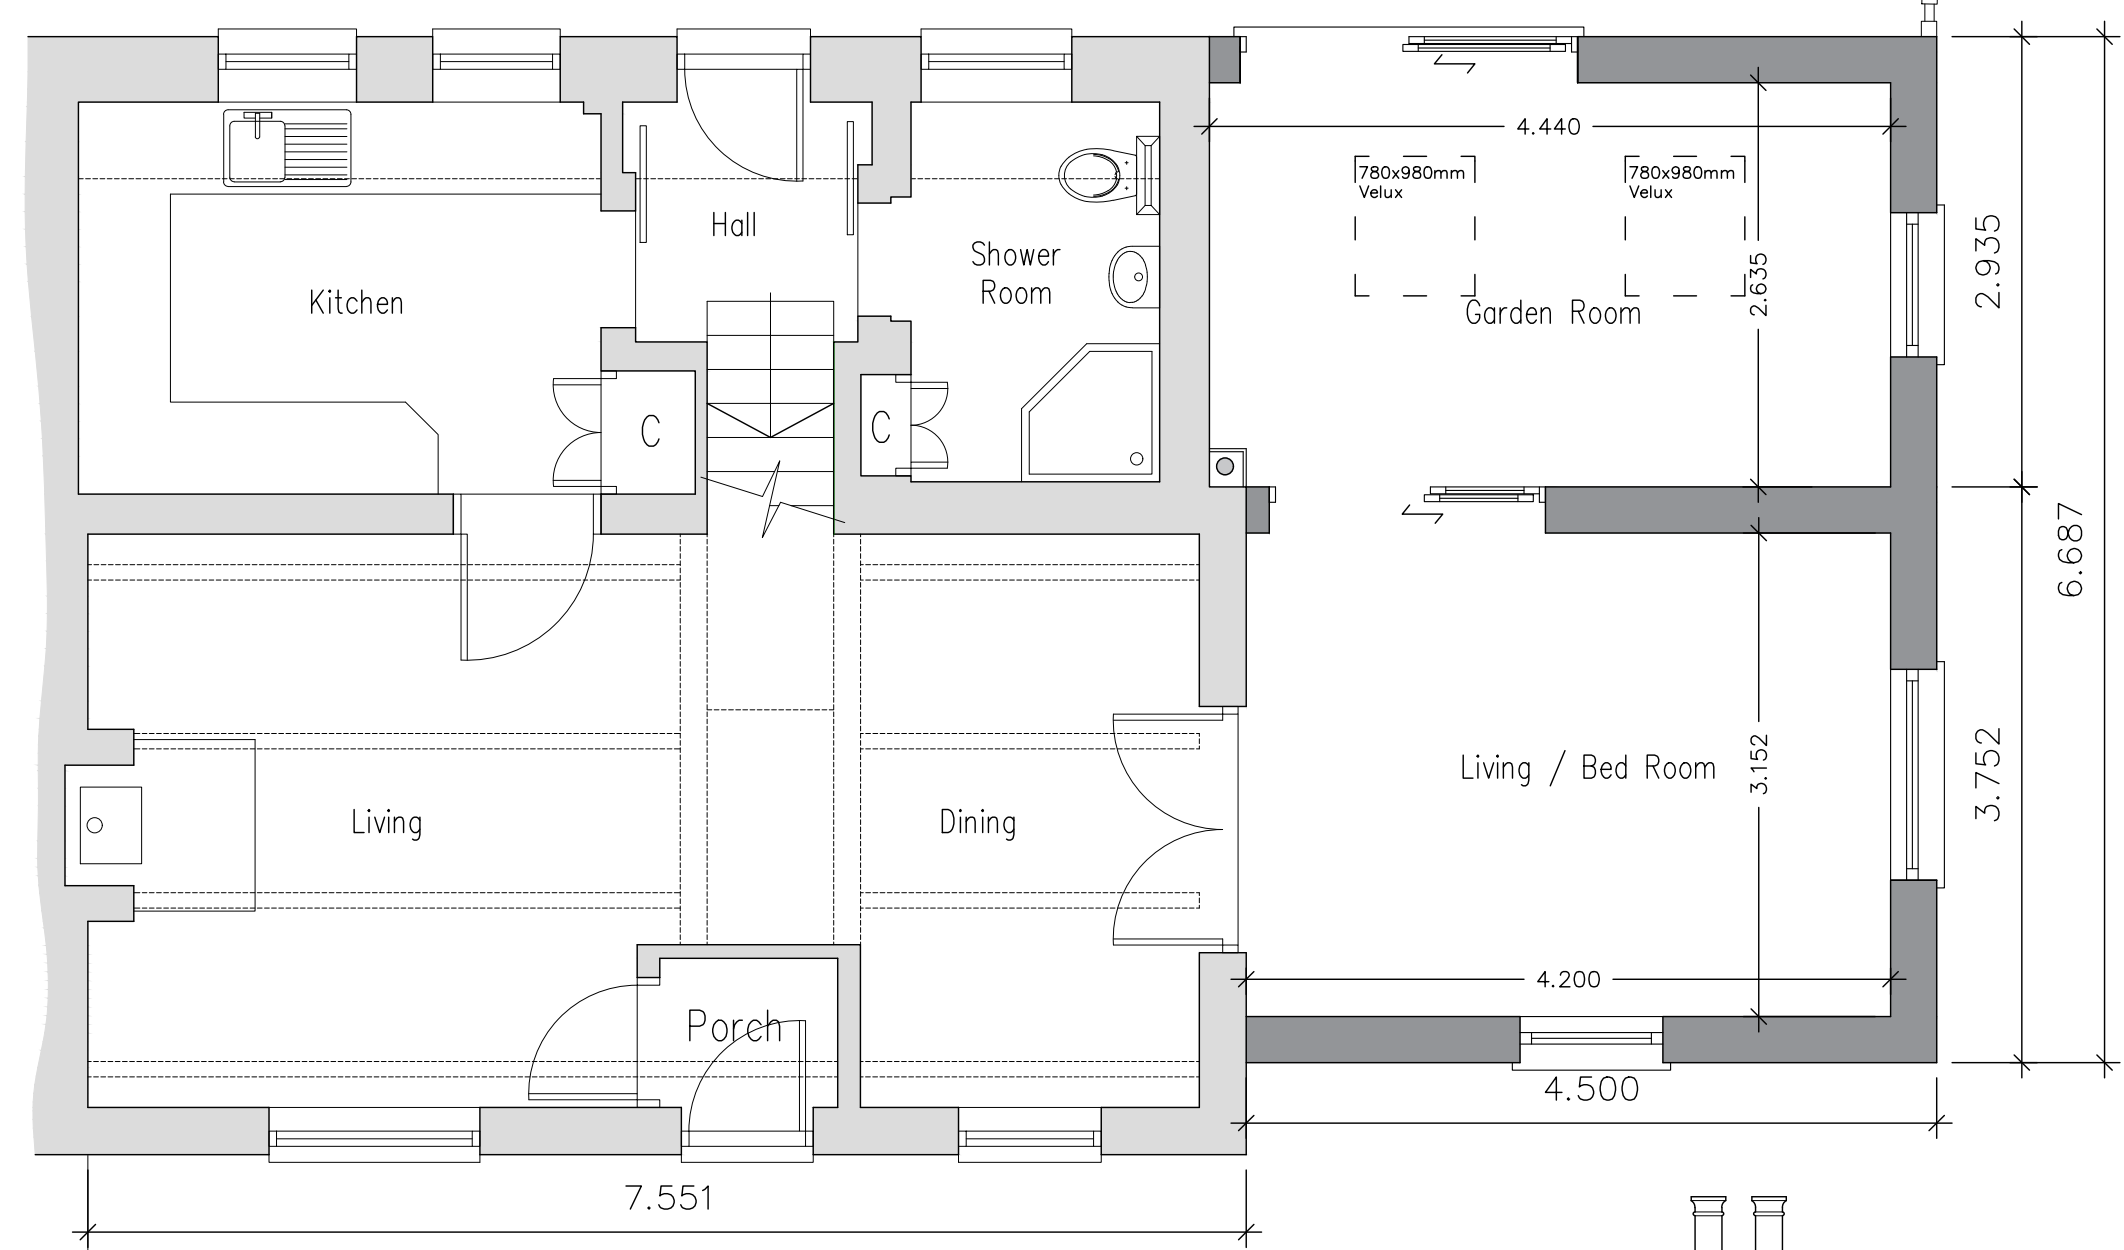 4.440
780x980mm
Velux
780x980mm
Velux
Hall
Shower
Room
Kitchen
2.635
Garden Room
2.935
C
C
6.687
3.152
Living / Bed Room
3.752
Living
Dining
4.200
Porch
4.500
7.551